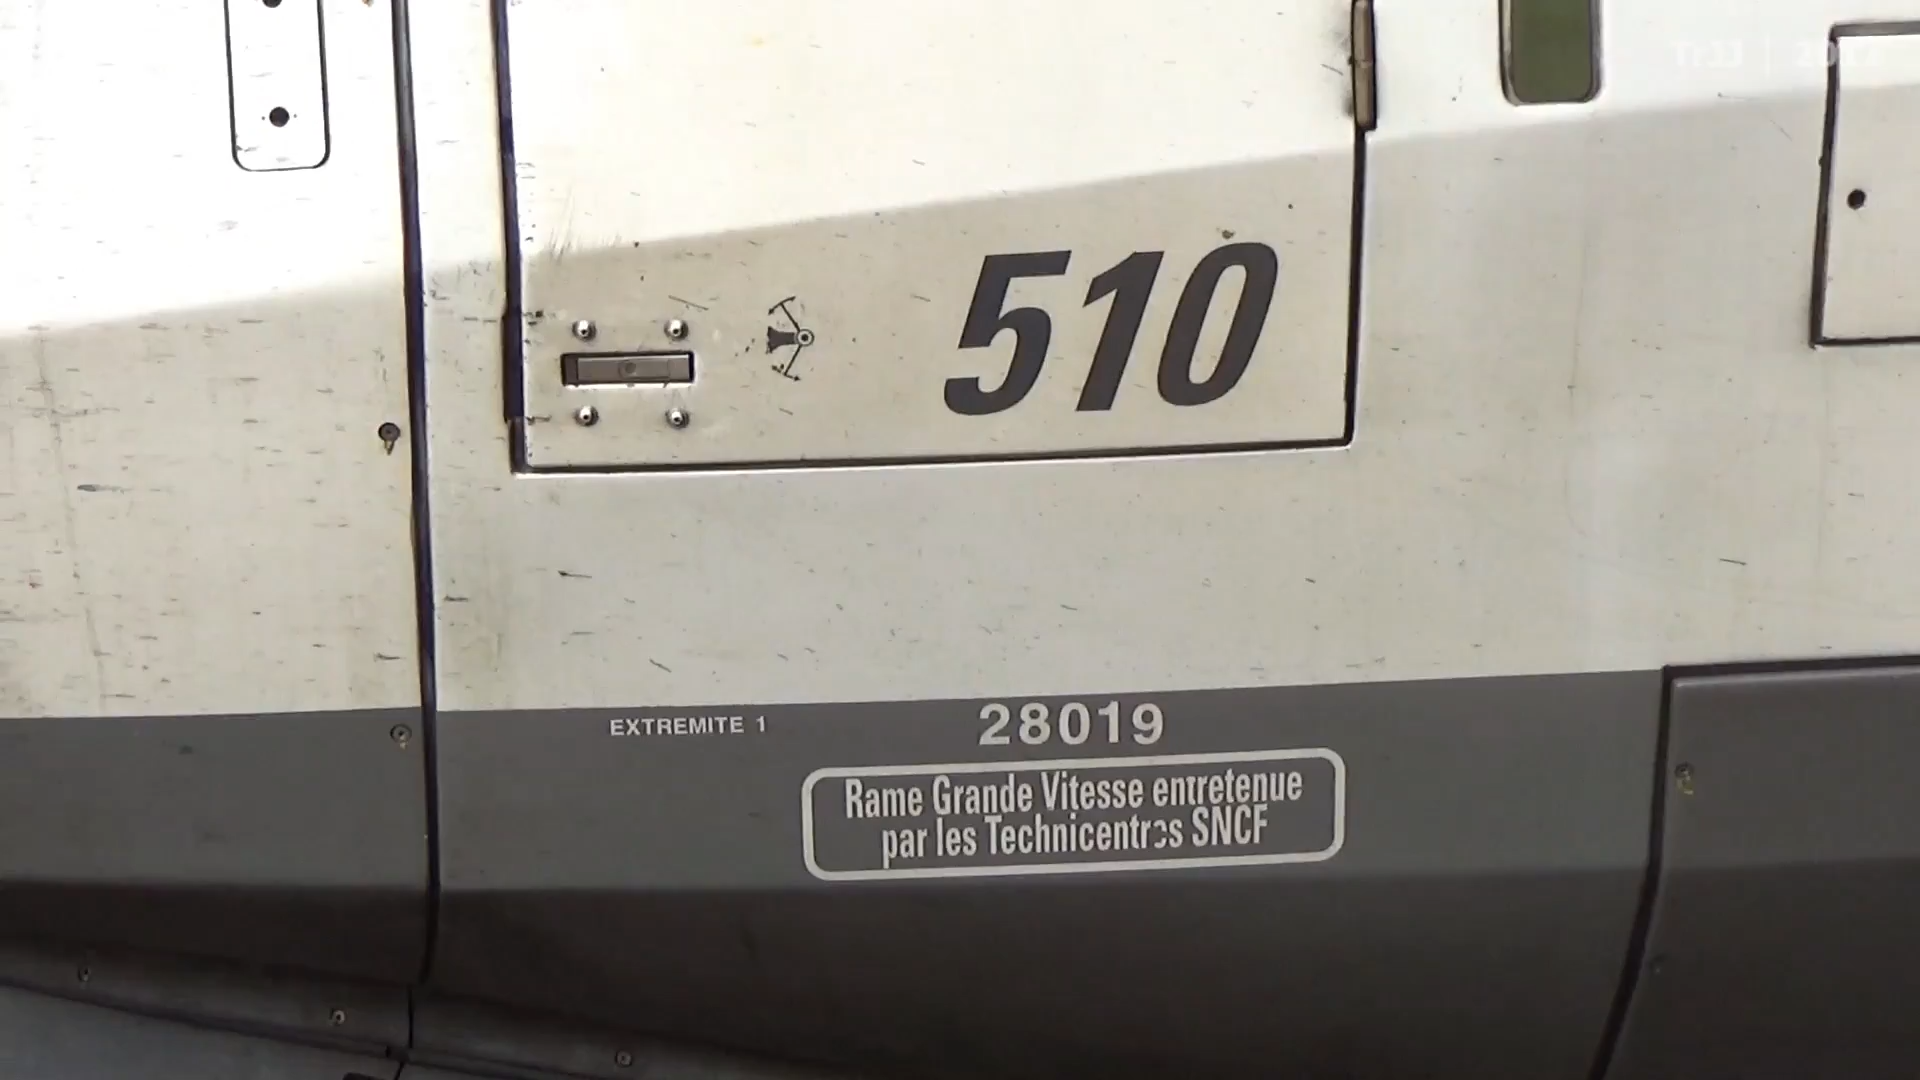 510
EXTREMITE 1
28019
Rame Grande Vitesse entretenue
par les Technicentres SNCF